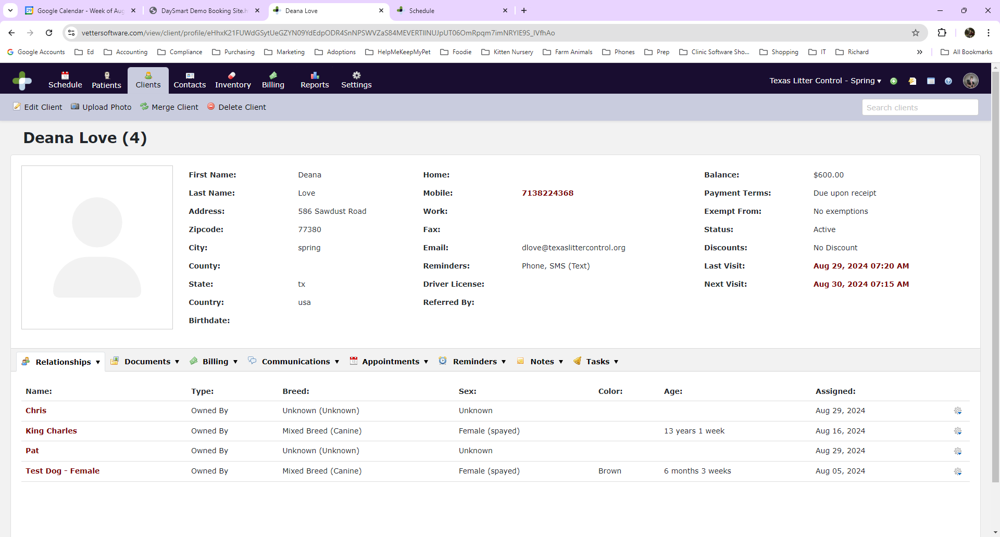 Google Calendar - Week of Aug
DaySmart Demo Booking Site.h
Deana Love
Schedule
vettersoftware.com/view/client/profile/eHhxK21FUWdGSytUeGZYN09YdEdpODR4SnNPSWVZaS84MEVERTIINUJpUT06OmRpqm7imNRYIE9S_IVfhAo
Google Accounts Ed Accounting Compliance Purchasing Marketing Adoptions HelpMeKeepMyPet Foodie Kitten Nursery Farm Animals Phones Prep Clinic Software Sho... Shopping IT Richard » All Bookmarks
Schedule Patients Clients Contacts Inventory Billing Reports Settings Texas Litter Control - Spring ▾
Edit Client Upload Photo Merge Client Delete Client Search clients
Deana Love (4)
First Name: Deana Home: Balance: $600.00
Last Name: Love Mobile: 7138224368 Payment Terms: Due upon receipt
Address: 586 Sawdust Road Work: Exempt From: No exemptions
Zipcode: 77380 Fax: Status: Active
City: spring Email: dlove@texaslittercontrol.org Discounts: No Discount
County: Reminders: Phone, SMS (Text) Last Visit: Aug 29, 2024 07:20 AM
State: tx Driver License: Next Visit: Aug 30, 2024 07:15 AM
Country: usa Referred By:
Birthdate:
Relationships ▾ Documents ▾ Billing ▾ Communications ▾ Appointments ▾ Reminders ▾ Notes ▾ Tasks ▾
Name: Type: Breed: Sex: Color: Age: Assigned:
Chris Owned By Unknown (Unknown) Unknown Aug 29, 2024
King Charles Owned By Mixed Breed (Canine) Female (spayed) 13 years 1 week Aug 16, 2024
Pat Owned By Unknown (Unknown) Unknown Aug 29, 2024
Test Dog - Female Owned By Mixed Breed (Canine) Female (spayed) Brown 6 months 3 weeks Aug 05, 2024